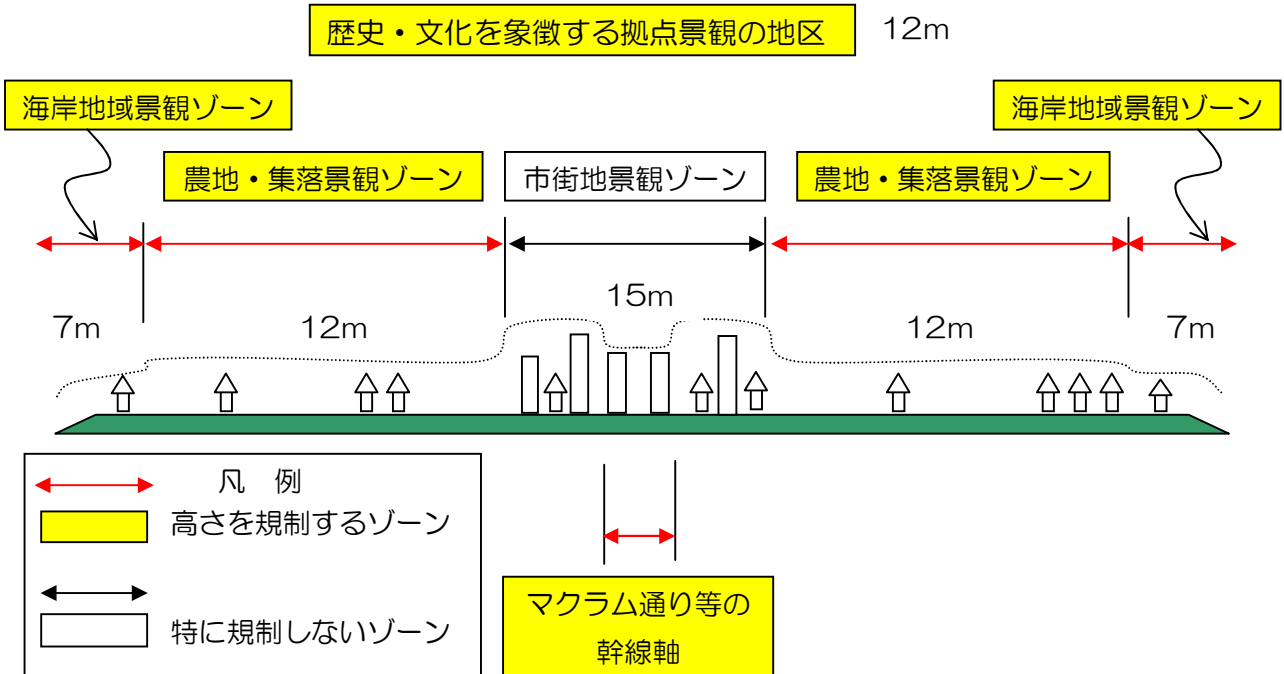 歴史・文化を象徴する拠点景観の地区 12m
海岸地域景観ゾーン 海岸地域景観ゾーン
農地・集落景観ゾーン 市街地景観ゾーン 農地・集落景観ゾーン
15m
7m 12m 12m 7m
凡 例
高さを規制するゾーン
特に規制しないゾーン
マクラム通り等の
幹線軸